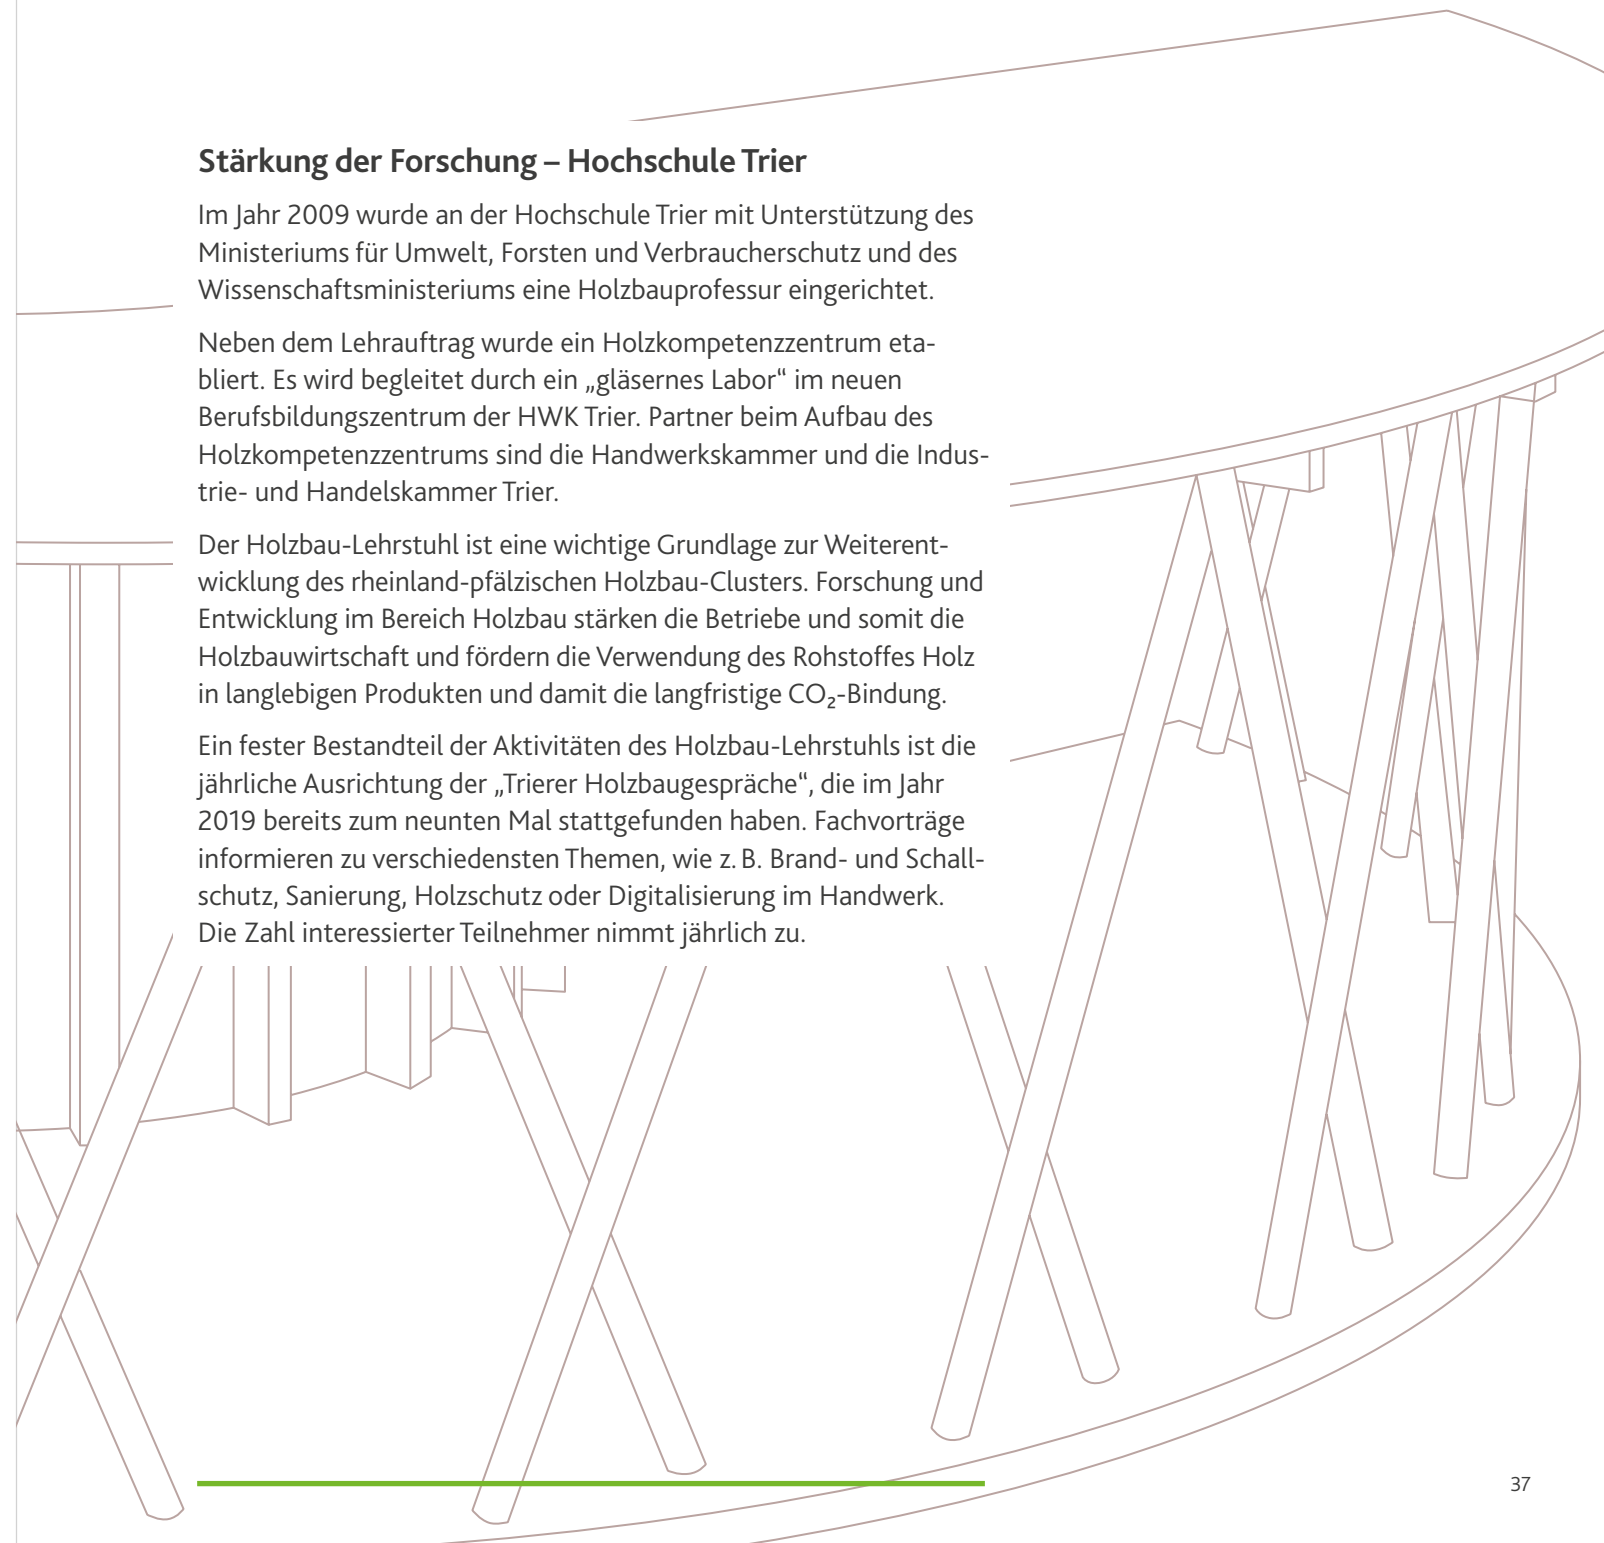 Stärkung der Forschung – Hochschule Trier
Im Jahr 2009 wurde an der Hochschule Trier mit Unterstützung des
Ministeriums für Umwelt, Forsten und Verbraucherschutz und des
Wissenschaftsministeriums eine Holzbauprofessur eingerichtet.
Neben dem Lehrauftrag wurde ein Holzkompetenzzentrum eta-
bliert. Es wird begleitet durch ein „gläsernes Labor“ im neuen
Berufsbildungszentrum der HWK Trier. Partner beim Aufbau des
Holzkompetenzzentrums sind die Handwerkskammer und die Indus-
trie- und Handelskammer Trier.
Der Holzbau-Lehrstuhl ist eine wichtige Grundlage zur Weiterent-
wicklung des rheinland-pfälzischen Holzbau-Clusters. Forschung und
Entwicklung im Bereich Holzbau stärken die Betriebe und somit die
Holzbauwirtschaft und fördern die Verwendung des Rohstoffes Holz
in langlebigen Produkten und damit die langfristige CO₂-Bindung.
Ein fester Bestandteil der Aktivitäten des Holzbau-Lehrstuhls ist die
jährliche Ausrichtung der „Trierer Holzbaugespräche“, die im Jahr
2019 bereits zum neunten Mal stattgefunden haben. Fachvorträge
informieren zu verschiedensten Themen, wie z. B. Brand- und Schall-
schutz, Sanierung, Holzschutz oder Digitalisierung im Handwerk.
Die Zahl interessierter Teilnehmer nimmt jährlich zu.
37